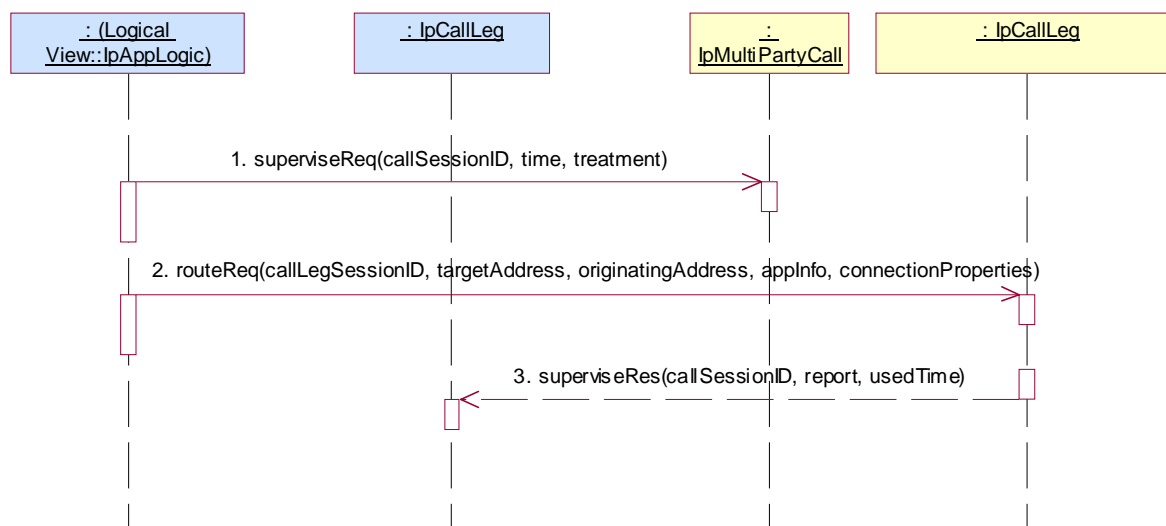 : (Logical
View::IpAppLogic)
: IpCallLeg
:
IpMultiPartyCall
: IpCallLeg
1. superviseReq(callSessionID, time, treatment)
2. routeReq(callLegSessionID, targetAddress, originatingAddress, appInfo, connectionProperties)
3. superviseRes(callSessionID, report, usedTime)